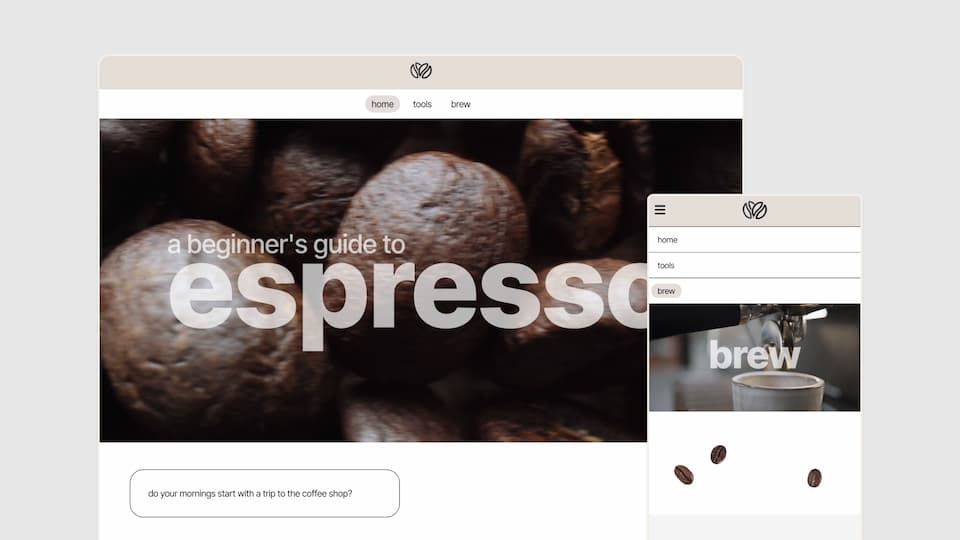 home tools brew
a beginner's guide to
espresso
do your mornings start with a trip to the coffee shop?
home
tools
brew
brew